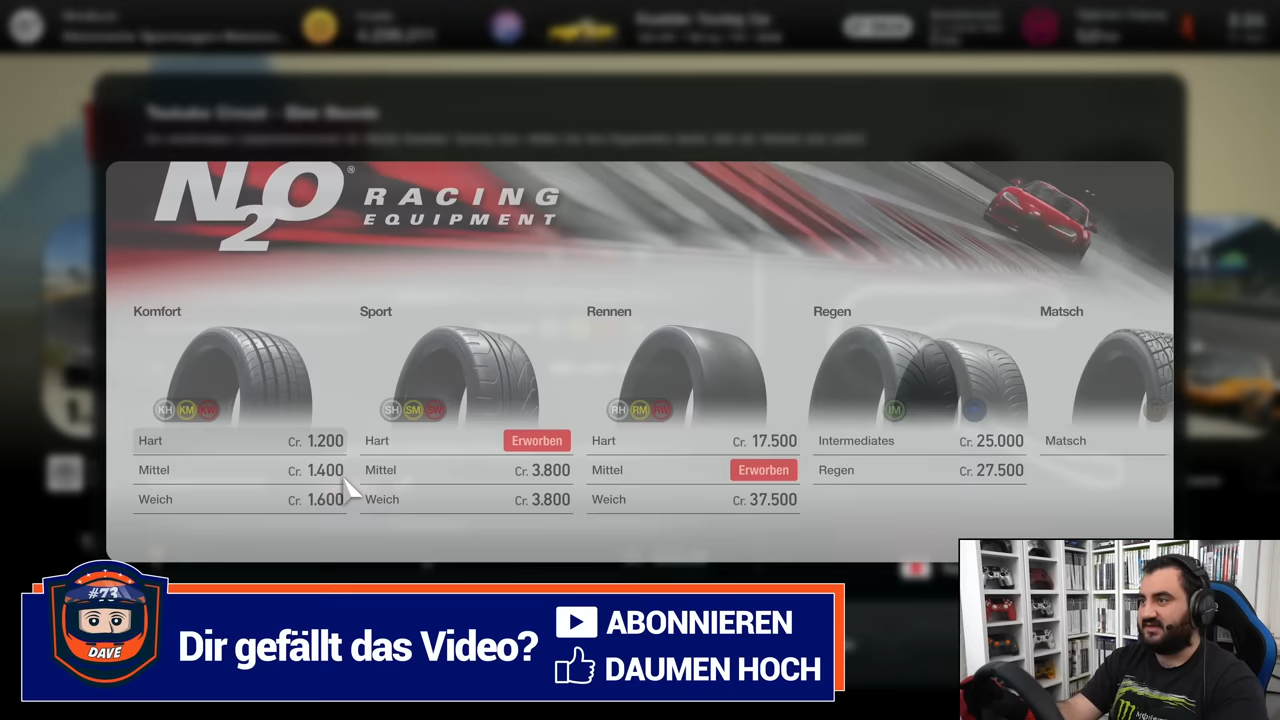 N2O® RACING
EQUIPMENT
Komfort Sport Rennen Regen Matsch
KH KM KW SH SM SW RH RM RW IM
Hart Cr. 1.200 Hart Erworben Hart Cr. 17.500 Intermediates Cr. 25.000 Matsch
Mittel Cr. 1.400 Mittel Cr. 3.800 Mittel Erworben Regen Cr. 27.500
Weich Cr. 1.600 Weich Cr. 3.800 Weich Cr. 37.500
#73
DAVE
Dir gefällt das Video?
ABONNIEREN
DAUMEN HOCH